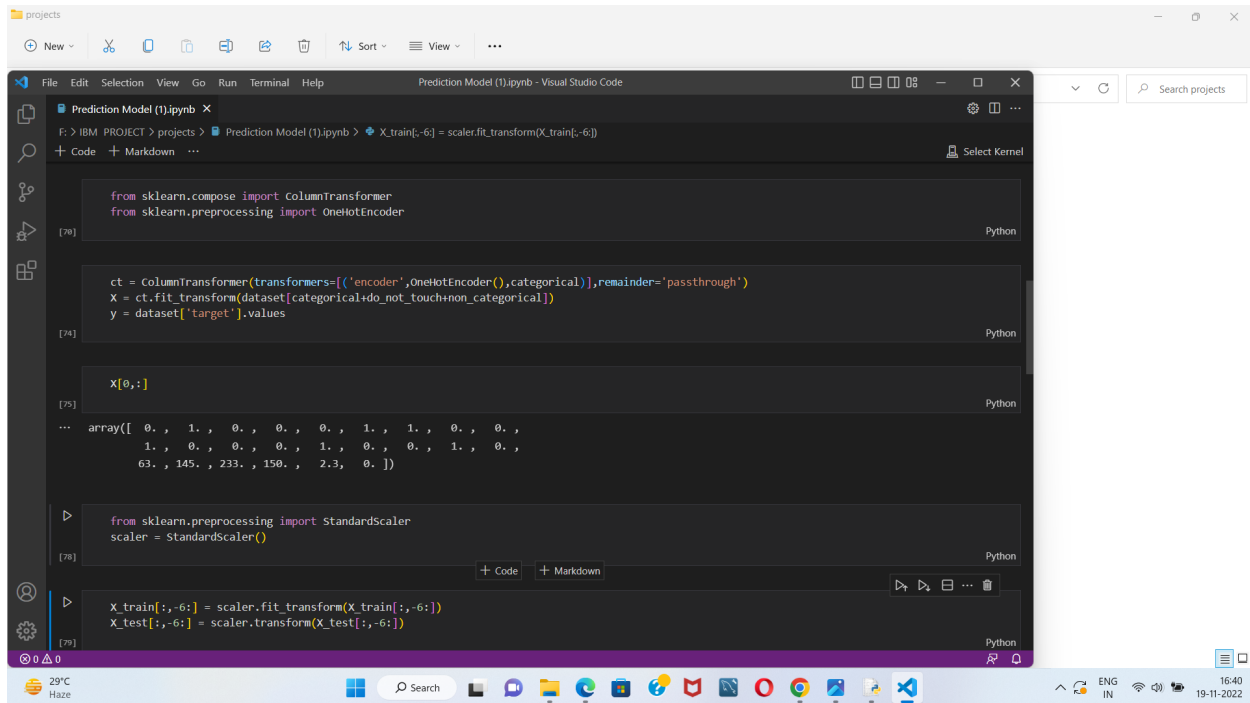 projects
New
Sort
View
File Edit Selection View Go Run Terminal Help
Prediction Model (1).ipynb - Visual Studio Code
Search projects
Prediction Model (1).ipynb
F: > IBM PROJECT > projects > Prediction Model (1).ipynb > X_train[:,-6:] = scaler.fit_transform(X_train[:,-6:])
+ Code + Markdown ...
Select Kernel
from sklearn.compose import ColumnTransformer
from sklearn.preprocessing import OneHotEncoder
[70]
Python
ct = ColumnTransformer(transformers=[('encoder',OneHotEncoder(),categorical)],remainder='passthrough')
X = ct.fit_transform(dataset[categorical+do_not_touch+non_categorical])
y = dataset['target'].values
[74]
Python
X[0,:]
[75]
Python
... array([ 0. , 1. , 0. , 0. , 0. , 1. , 1. , 0. , 0. ,
1. , 0. , 0. , 0. , 1. , 0. , 0. , 1. , 0. ,
63. , 145. , 233. , 150. , 2.3, 0. ])
from sklearn.preprocessing import StandardScaler
scaler = StandardScaler()
[78]
Python
+ Code + Markdown
X_train[:,-6:] = scaler.fit_transform(X_train[:,-6:])
X_test[:,-6:] = scaler.transform(X_test[:,-6:])
[79]
Python
0 0
29°C
Haze
Search
ENG
IN
16:40
19-11-2022